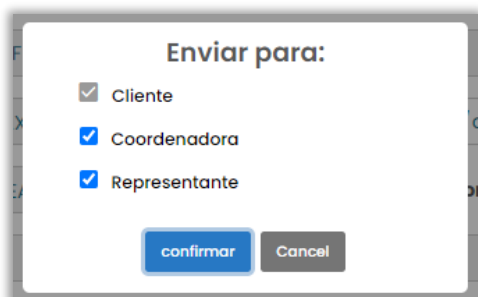 Enviar para:
Cliente
Coordenadora
Representante
confirmar Cancel